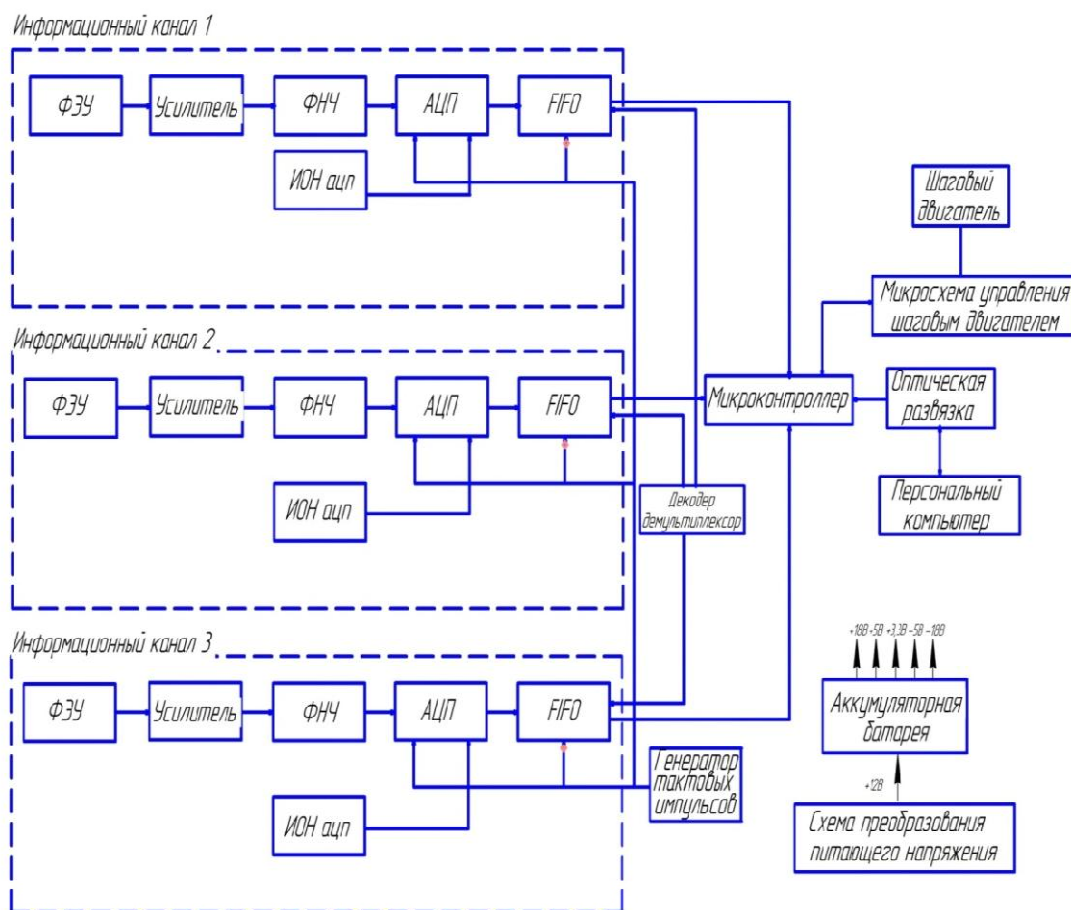 Информационный канал 1
ФЭУ
Усилитель
ФНЧ
АЦП
FIFO
ИОН ацп
Информационный канал 2
ФЭУ
Усилитель
ФНЧ
АЦП
FIFO
ИОН ацп
Информационный канал 3
ФЭУ
Усилитель
ФНЧ
АЦП
FIFO
ИОН ацп
Декодер
демультиплексор
Генератор
тактовых
импульсов
Микроконтроллер
Шаговый
двигатель
Микросхема управления
шаговым двигателем
Оптическая
развязка
Персональный
компьютер
+18В +5В +3,3В -5В -18В
Аккумуляторная
батарея
+12В
Схема преобразования
питающего напряжения